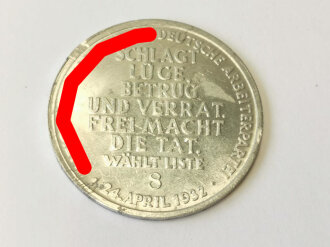 DEUTSCHE ARBEITERPARTEI
SCHLAGT
LÜGE.
BETRUG
UND VERRAT.
FREI MACHT
DIE TAT.
WÄHLT LISTE
8
24. APRIL 1932